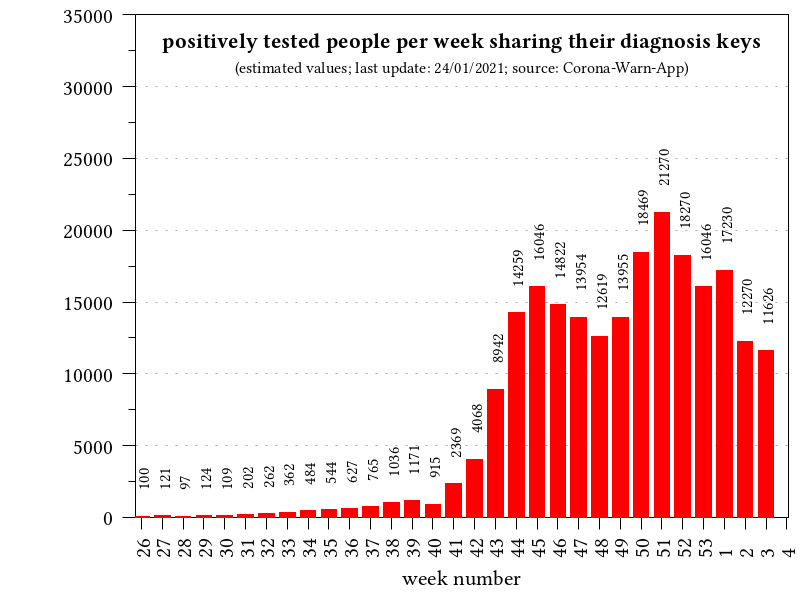 positively tested people per week sharing their diagnosis keys
(estimated values; last update: 24/01/2021; source: Corona-Warn-App)
35000
30000
25000
20000
15000
10000
5000
0
100 121 97 124 109 202 262 362 484 544 627 765 1036 1171 915 2369 4068 8942 14259 16046 14822 13954 12619 13955 18469 21270 18270 16046 17230 12270 11626
26 27 28 29 30 31 32 33 34 35 36 37 38 39 40 41 42 43 44 45 46 47 48 49 50 51 52 53 1 2 3 4
week number